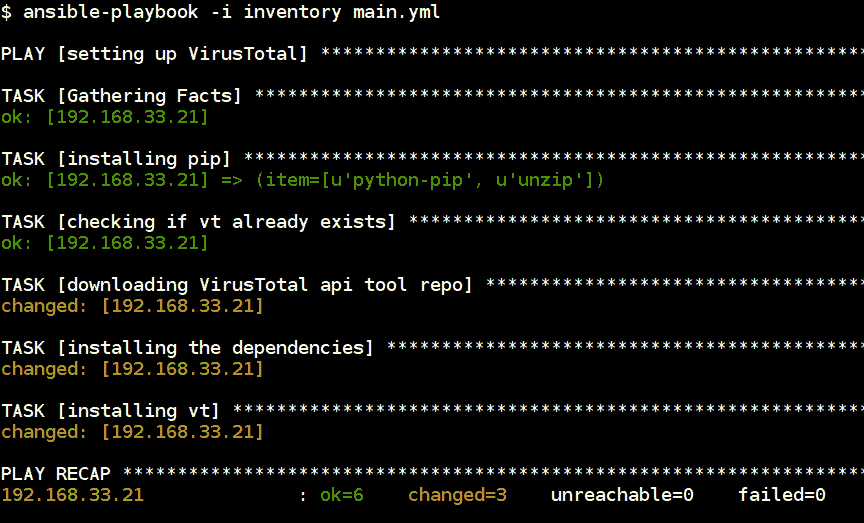 $ ansible-playbook -i inventory main.yml
PLAY [setting up VirusTotal] **************************************************
TASK [Gathering Facts] ********************************************************
ok: [192.168.33.21]
TASK [installing pip] *********************************************************
ok: [192.168.33.21] => (item=[u'python-pip', u'unzip'])
TASK [checking if vt already exists] ******************************************
ok: [192.168.33.21]
TASK [downloading VirusTotal api tool repo] ***********************************
changed: [192.168.33.21]
TASK [installing the dependencies] ********************************************
changed: [192.168.33.21]
TASK [installing vt] **********************************************************
changed: [192.168.33.21]
PLAY RECAP ********************************************************************
192.168.33.21              : ok=6    changed=3    unreachable=0    failed=0